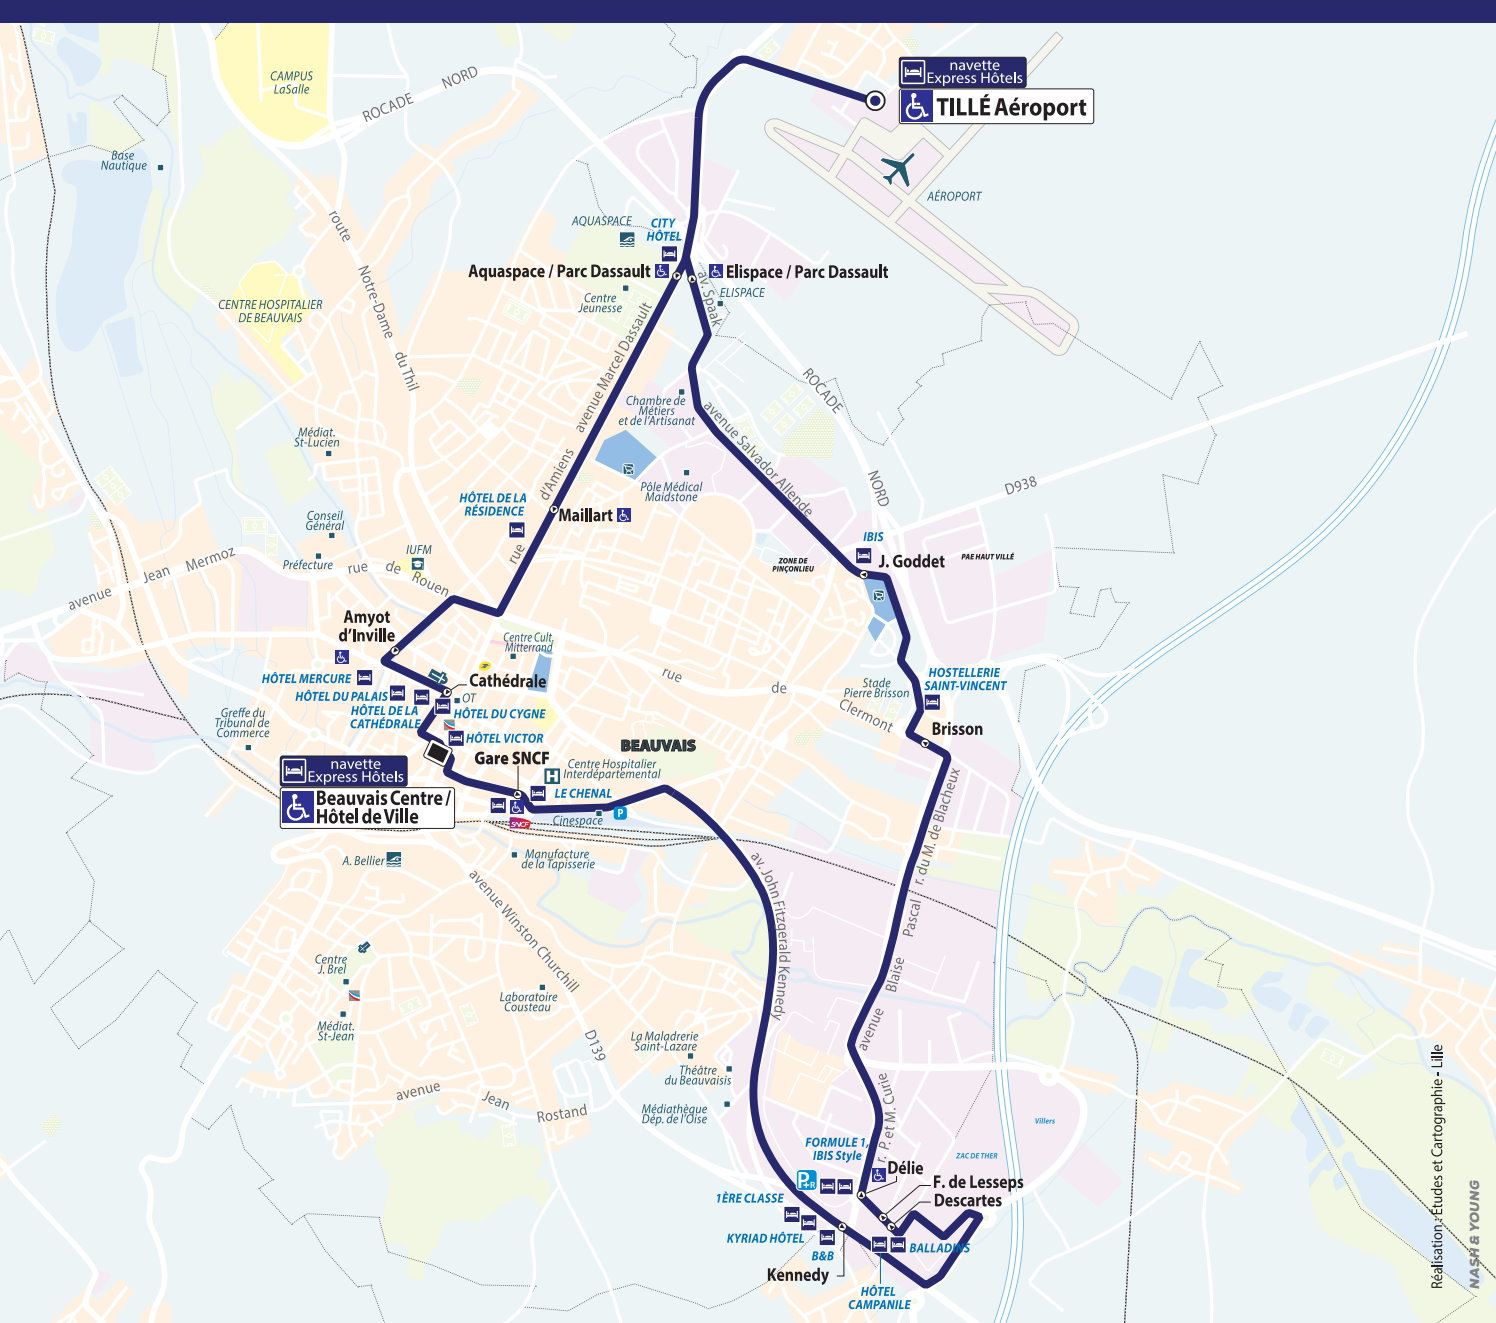 navette
Express Hôtels
TILLÉ Aéroport
CAMPUS
LaSalle
ROCADE NORD
Base
Nautique
AÉROPORT
route Notre-Dame du Thil
AQUASPACE
CITY
HÔTEL
Aquaspace / Parc Dassault
Elispace / Parc Dassault
av. Spaak
ELISPACE
Centre
Jeunesse
CENTRE HOSPITALIER
DE BEAUVAIS
avenue Marcel Dassault
ROCADE NORD
Chambre de
Métiers
et de l'Artisanat
avenue Salvador Allende
Médiat.
St-Lucien
Pôle Médical
Maidstone
D938
HÔTEL DE LA
RÉSIDENCE
rue d'Amiens
Maillart
Conseil
Général
IUFM
Préfecture
rue de Rouen
avenue Jean Mermoz
IBIS
J. Goddet
ZONE DE
PINÇONLIEU
PAE HAUT VILLÉ
Amyot
d'Inville
Centre Cult.
Mitterrand
HÔTEL MERCURE
Cathédrale
HÔTEL DU PALAIS
OT
HÔTEL DE LA
CATHÉDRALE
HÔTEL DU CYGNE
HÔTEL VICTOR
rue de Clermont
Stade
Pierre Brisson
HOSTELLERIE
SAINT-VINCENT
Brisson
Greffe du
Tribunal de
Commerce
BEAUVAIS
Gare SNCF
H
Centre Hospitalier
Interdépartemental
LE CHENAL
navette
Express Hôtels
Beauvais Centre /
Hôtel de Ville
SNCF
Cinespace
P
r. du M. de Blacheux
A. Bellier
Manufacture
de la Tapisserie
avenue Winston Churchill
av. John Fitzgerald Kennedy
avenue Blaise Pascal
Centre
J. Brel
Médiat.
St-Jean
Laboratoire
Cousteau
D139
La Maladrerie
Saint-Lazare
Théâtre
du Beauvaisis
Médiathèque
Dép. de l'Oise
avenue Jean Rostand
r. P. et M. Curie
Villers
ZAC DE THER
FORMULE 1,
IBIS Style
P+R
Délie
F. de Lesseps
Descartes
1ÈRE CLASSE
KYRIAD HÔTEL
B&B
BALLADINS
Kennedy
HÔTEL
CAMPANILE
Réalisation : Études et Cartographie - Lille
NASH & YOUNG